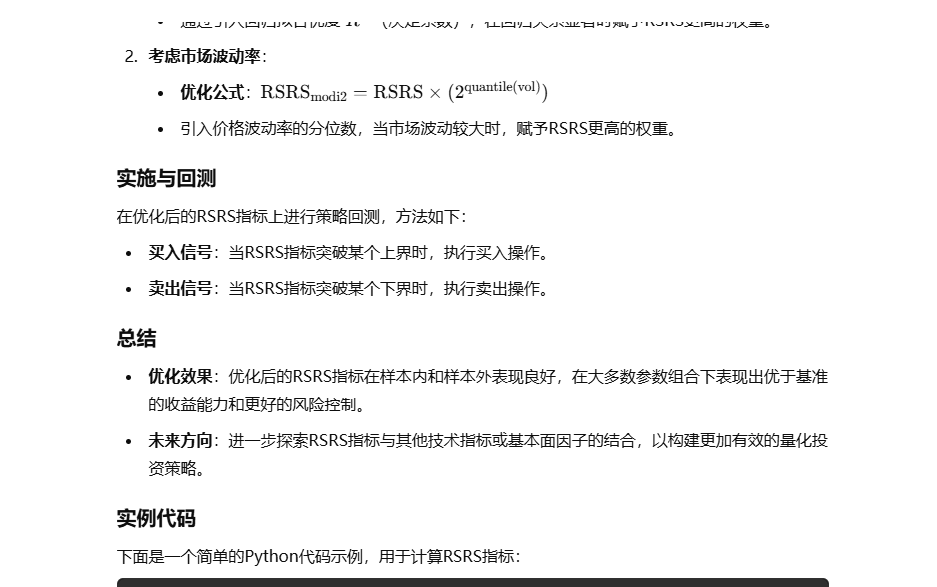 2. 考虑市场波动率：
• 优化公式：RSRS_modi2 = RSRS × (2^quantile(vol))
• 引入价格波动率的分位数，当市场波动较大时，赋予RSRS更高的权重。
实施与回测
在优化后的RSRS指标上进行策略回测，方法如下：
• 买入信号：当RSRS指标突破某个上界时，执行买入操作。
• 卖出信号：当RSRS指标突破某个下界时，执行卖出操作。
总结
• 优化效果：优化后的RSRS指标在样本内和样本外表现良好，在大多数参数组合下表现出优于基准
的收益能力和更好的风险控制。
• 未来方向：进一步探索RSRS指标与其他技术指标或基本面因子的结合，以构建更加有效的量化投
资策略。
实例代码
下面是一个简单的Python代码示例，用于计算RSRS指标：